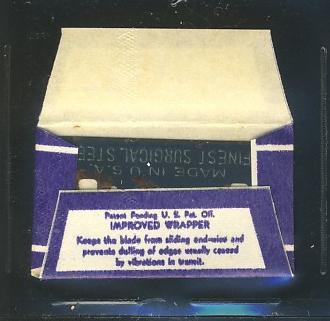 MADE IN U.S.A.
FINEST SURGICAL STEE
Patent Pending U. S. Pat. Off.
IMPROVED WRAPPER
Keeps the blade from sliding end-wise and
prevents dulling of edges usually caused
by vibrations in transit.